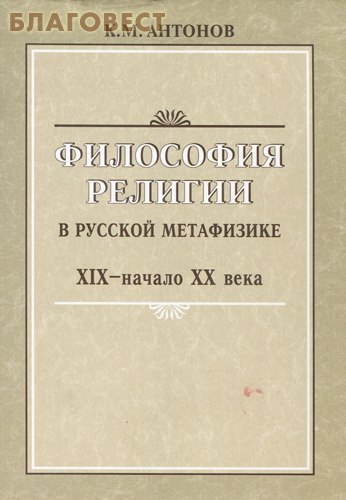 БЛАГОВЕСТ
К.М. АНТОНОВ
ФИЛОСОФИЯ
РЕЛИГИИ
В РУССКОЙ МЕТАФИЗИКЕ
XIX–начало XX века